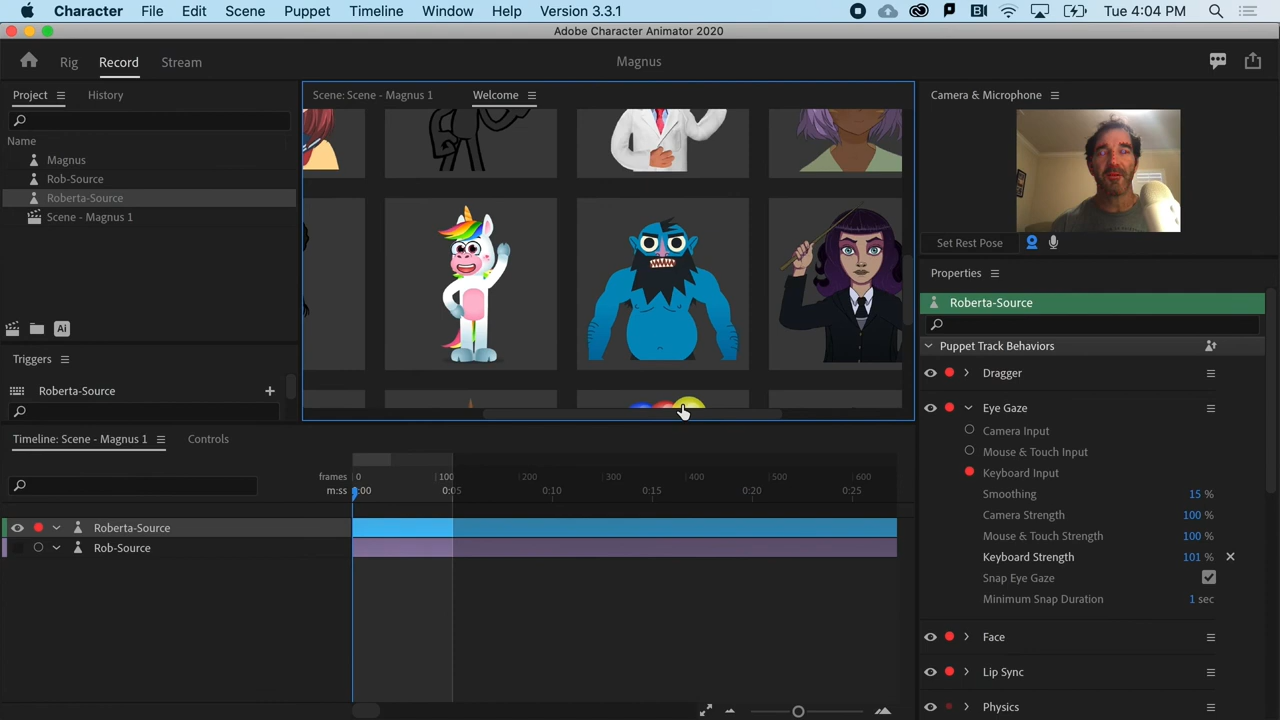 Character File Edit Scene Puppet Timeline Window Help Version 3.3.1 Tue 4:04 PM
Adobe Character Animator 2020
Rig Record Stream Magnus
Project History
Name
Magnus
Rob-Source
Roberta-Source
Scene - Magnus 1
Ai
Triggers
Roberta-Source
Scene: Scene - Magnus 1 Welcome
Camera & Microphone
Set Rest Pose
Properties
Roberta-Source
Puppet Track Behaviors
Dragger
Eye Gaze
Camera Input
Mouse & Touch Input
Keyboard Input
Smoothing 15 %
Camera Strength 100 %
Mouse & Touch Strength 100 %
Keyboard Strength 101 %
Snap Eye Gaze
Minimum Snap Duration 1 sec
Face
Lip Sync
Physics
Timeline: Scene - Magnus 1 Controls
frames 0 100 200 300 400 500 600
m:ss 0:00 0:05 0:10 0:15 0:20 0:25
Roberta-Source
Rob-Source